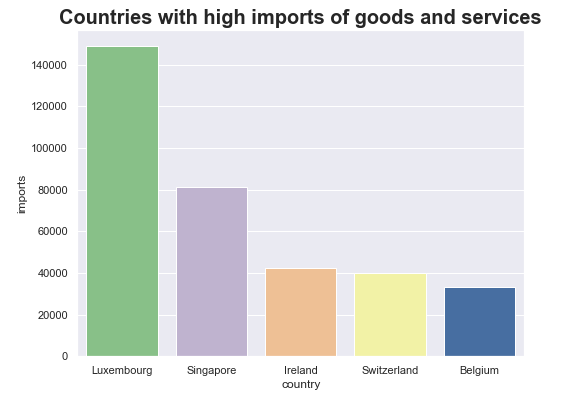 Countries with high imports of goods and services
140000
120000
100000
80000
60000
40000
20000
0
imports
Luxembourg Singapore Ireland Switzerland Belgium
country